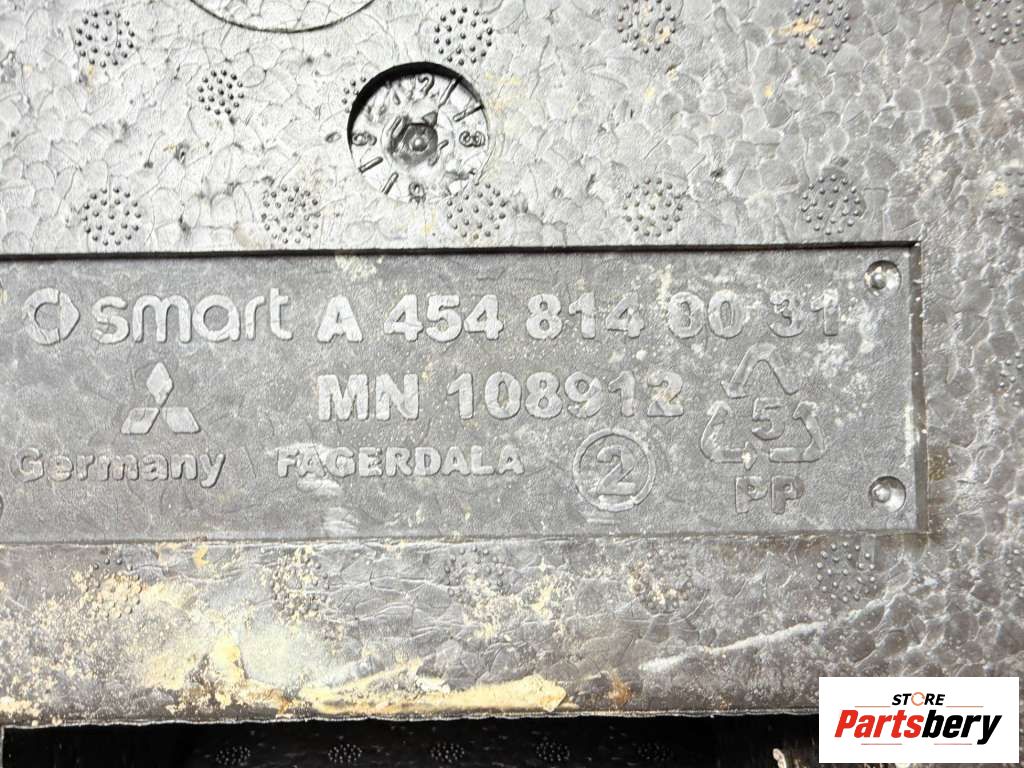 smart A 454 814 00 31
MN 108912
Germany FAGERDALA 2
5
PP
STORE
Partsbery